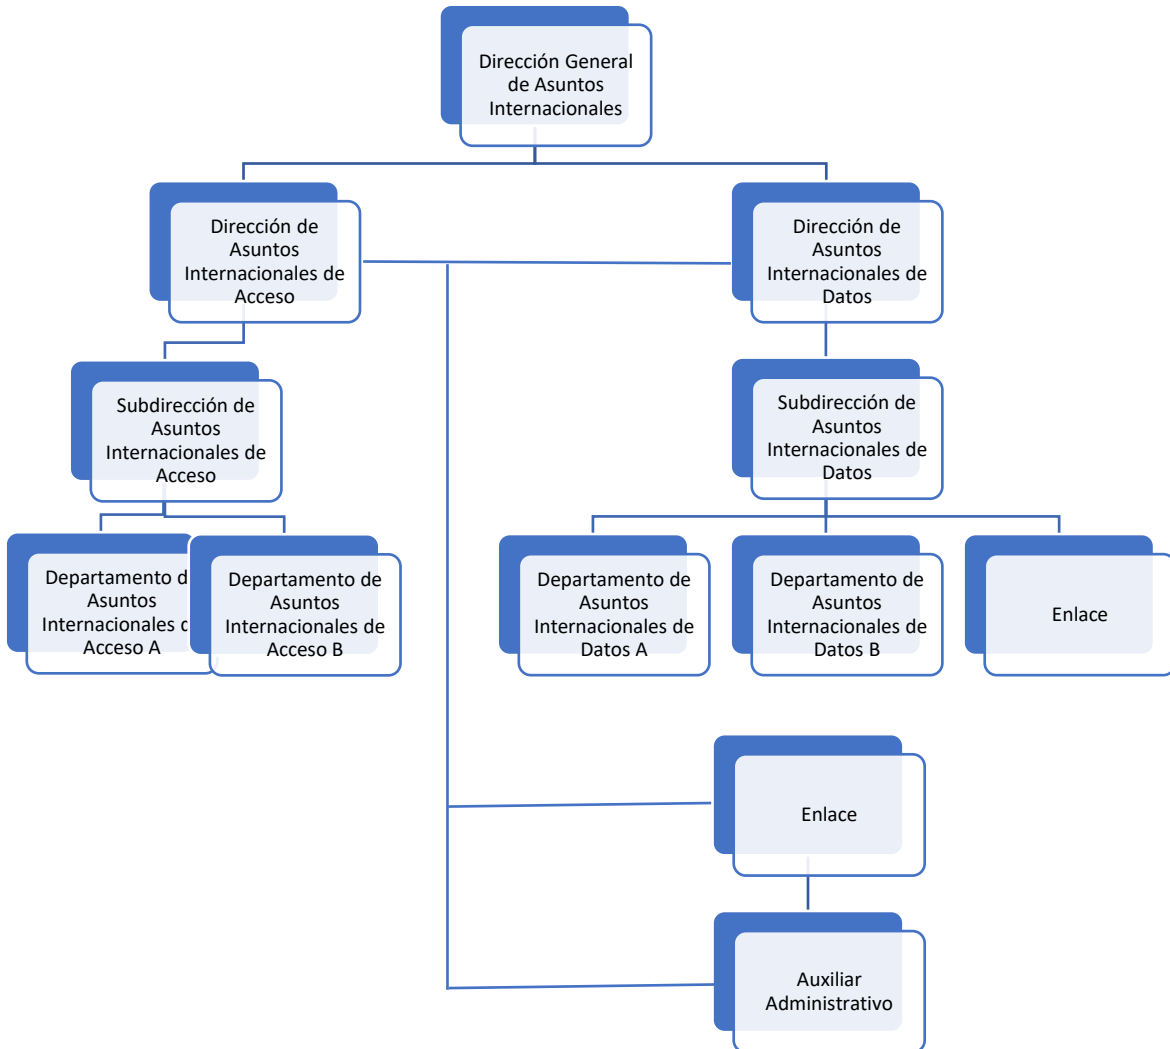 Dirección General
de Asuntos
Internacionales
Dirección de
Asuntos
Internacionales de
Acceso
Dirección de
Asuntos
Internacionales de
Datos
Subdirección de
Asuntos
Internacionales de
Acceso
Subdirección de
Asuntos
Internacionales de
Datos
Departamento d
Asuntos
Internacionales d
Acceso A
Departamento de
Asuntos
Internacionales de
Acceso B
Departamento de
Asuntos
Internacionales de
Datos A
Departamento de
Asuntos
Internacionales de
Datos B
Enlace
Enlace
Auxiliar
Administrativo